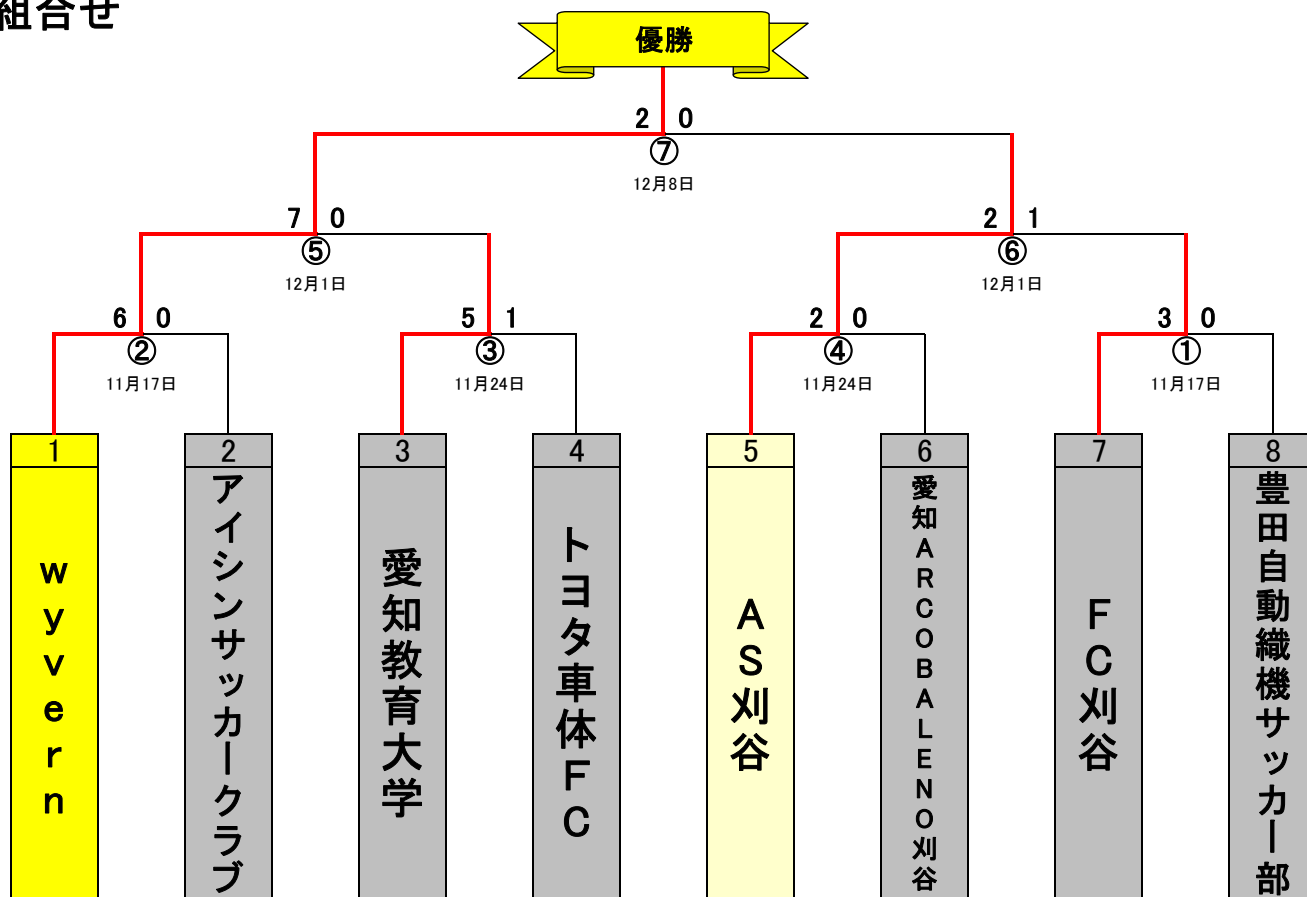 組合せ
優勝
2 0
⑦
12月8日
7 0
⑤
12月1日
2 1
⑥
12月1日
6 0
②
11月17日
5 1
③
11月24日
2 0
④
11月24日
3 0
①
11月17日
1
wyvern
2
アイシンサッカークラブ
3
愛知教育大学
4
トヨタ車体FC
5
AS刈谷
6
愛知ARCOBALENO刈谷
7
FC刈谷
8
豊田自動織機サッカー部